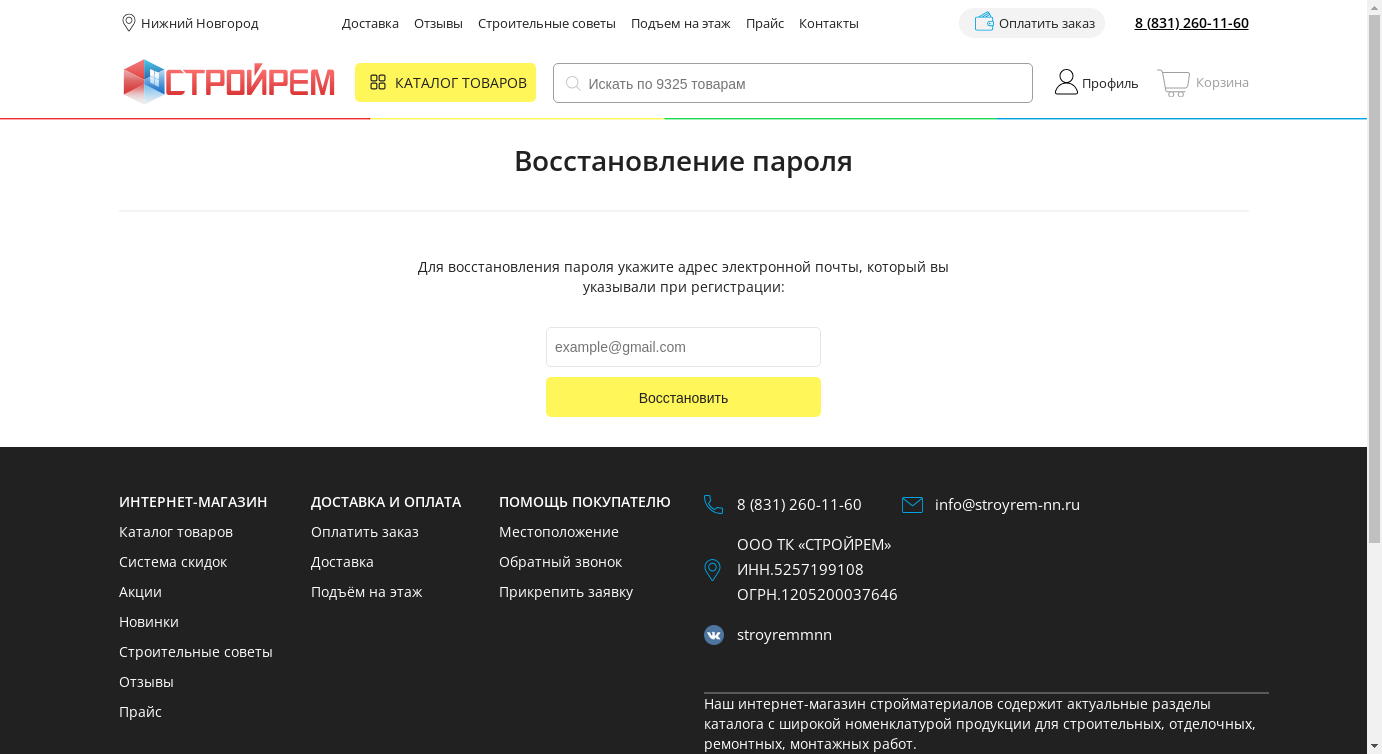 Нижний Новгород Доставка Отзывы Строительные советы Подъем на этаж Прайс Контакты Оплатить заказ 8 (831) 260-11-60
СТРОЙРЕМ КАТАЛОГ ТОВАРОВ Искать по 9325 товарам Профиль Корзина
Восстановление пароля
Для восстановления пароля укажите адрес электронной почты, который вы
указывали при регистрации:
example@gmail.com
Восстановить
ИНТЕРНЕТ-МАГАЗИН
Каталог товаров
Система скидок
Акции
Новинки
Строительные советы
Отзывы
Прайс
ДОСТАВКА И ОПЛАТА
Оплатить заказ
Доставка
Подъём на этаж
ПОМОЩЬ ПОКУПАТЕЛЮ
Местоположение
Обратный звонок
Прикрепить заявку
8 (831) 260-11-60 info@stroyrem-nn.ru
ООО ТК «СТРОЙРЕМ»
ИНН.5257199108
ОГРН.1205200037646
stroyremmnn
Наш интернет-магазин стройматериалов содержит актуальные разделы
каталога с широкой номенклатурой продукции для строительных, отделочных,
ремонтных, монтажных работ.